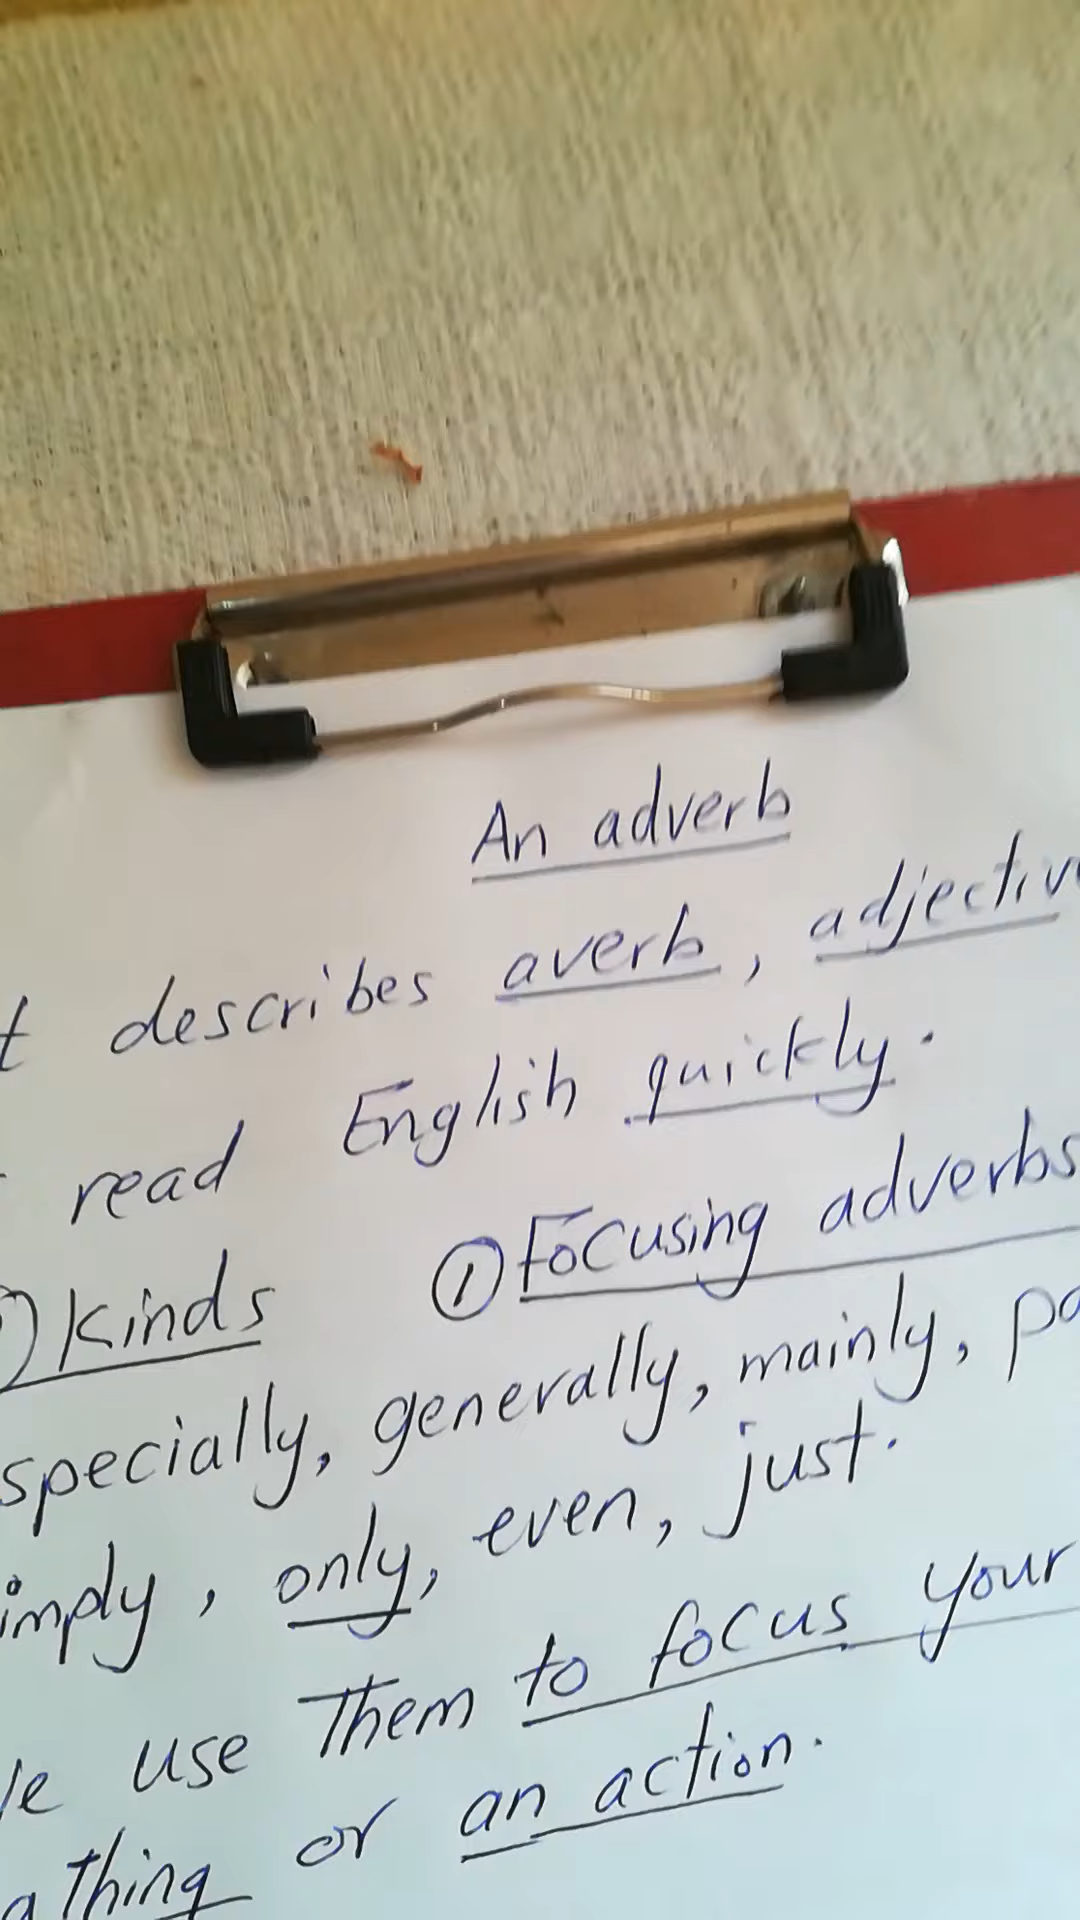 An adverb
t describes averb, adjectiv
read English quickly.
Kinds ① Focusing adverbs
specially, generally, mainly, pa
imply, only, even, just.
le use Them to focus your
a Thing or an action.